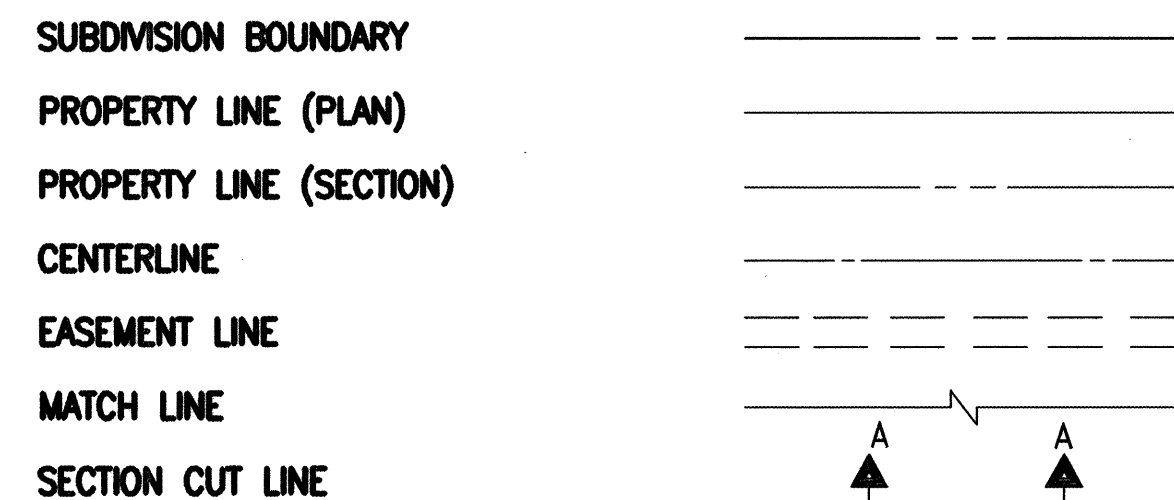 SUBDIVISION BOUNDARY
PROPERTY LINE (PLAN)
PROPERTY LINE (SECTION)
CENTERLINE
EASEMENT LINE
MATCH LINE
A A
SECTION CUT LINE